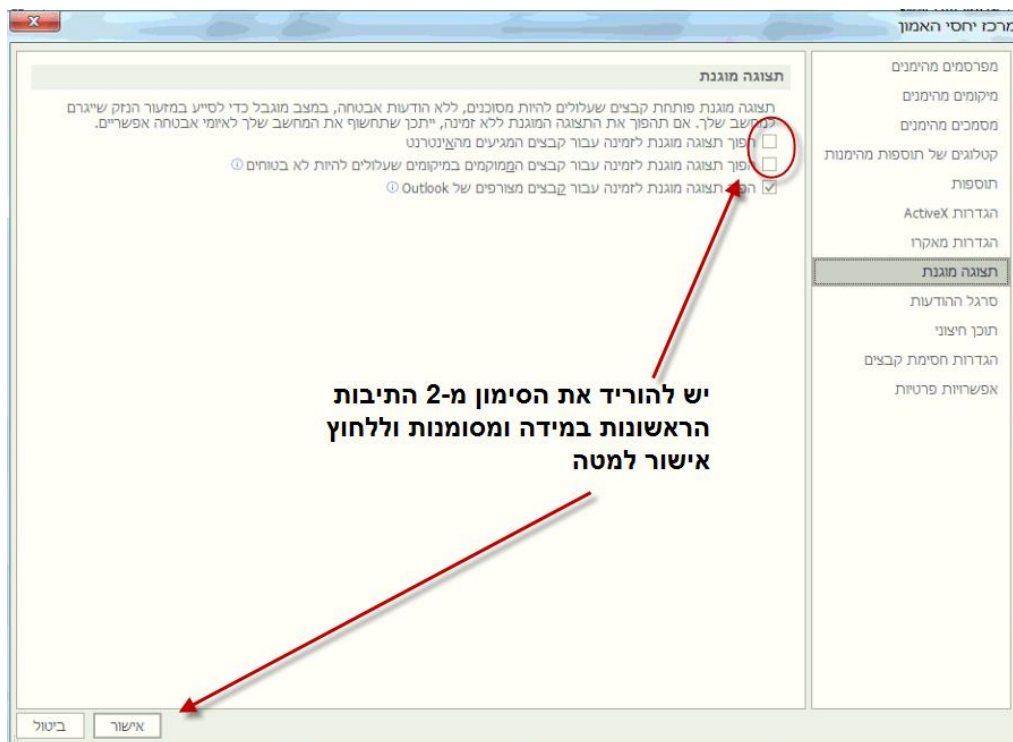 מרכז יחסי האמון
מפרסמים מהימנים
מיקומים מהימנים
מסמכים מהימנים
קטלוגים של תוספות מהימנות
תוספות
הגדרות ActiveX
הגדרות מאקרו
תצוגה מוגנת
סרגל ההודעות
תוכן חיצוני
הגדרות חסימת קבצים
אפשרויות פרטיות
תצוגה מוגנת
תצוגה מוגנת פותחת קבצים שעלולים להיות מסוכנים, ללא הודעות אבטחה, במצב מוגבל כדי לסייע במזעור הנזק שייגרם
למחשב שלך. אם תהפוך את התצוגה המוגנת ללא זמינה, ייתכן שתחשוף את המחשב שלך לאיומי אבטחה אפשריים.
הפוך תצוגה מוגנת לזמינה עבור קבצים המגיעים מהאינטרנט
הפוך תצוגה מוגנת לזמינה עבור קבצים הממוקמים במיקומים שעלולים להיות לא בטוחים
הפוך תצוגה מוגנת לזמינה עבור קבצים מצורפים של Outlook
יש להוריד את הסימון מ-2 התיבות
הראשונות במידה ומסומנות וללחוץ
אישור למטה
אישור
ביטול